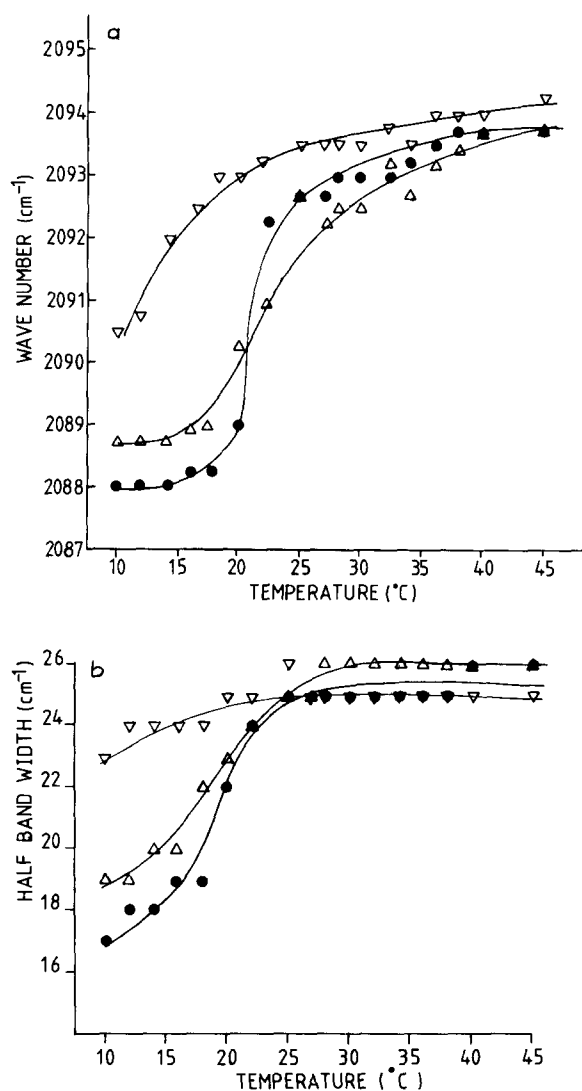 a
2095
2094
2093
2092
2091
2090
2089
2088
2087
WAVE NUMBER (cm⁻¹)
10 15 20 25 30 35 40 45
TEMPERATURE (°C)
b
26
24
22
20
18
16
HALF BAND WIDTH (cm⁻¹)
10 15 20 25 30 35 40 45
TEMPERATURE (°C)